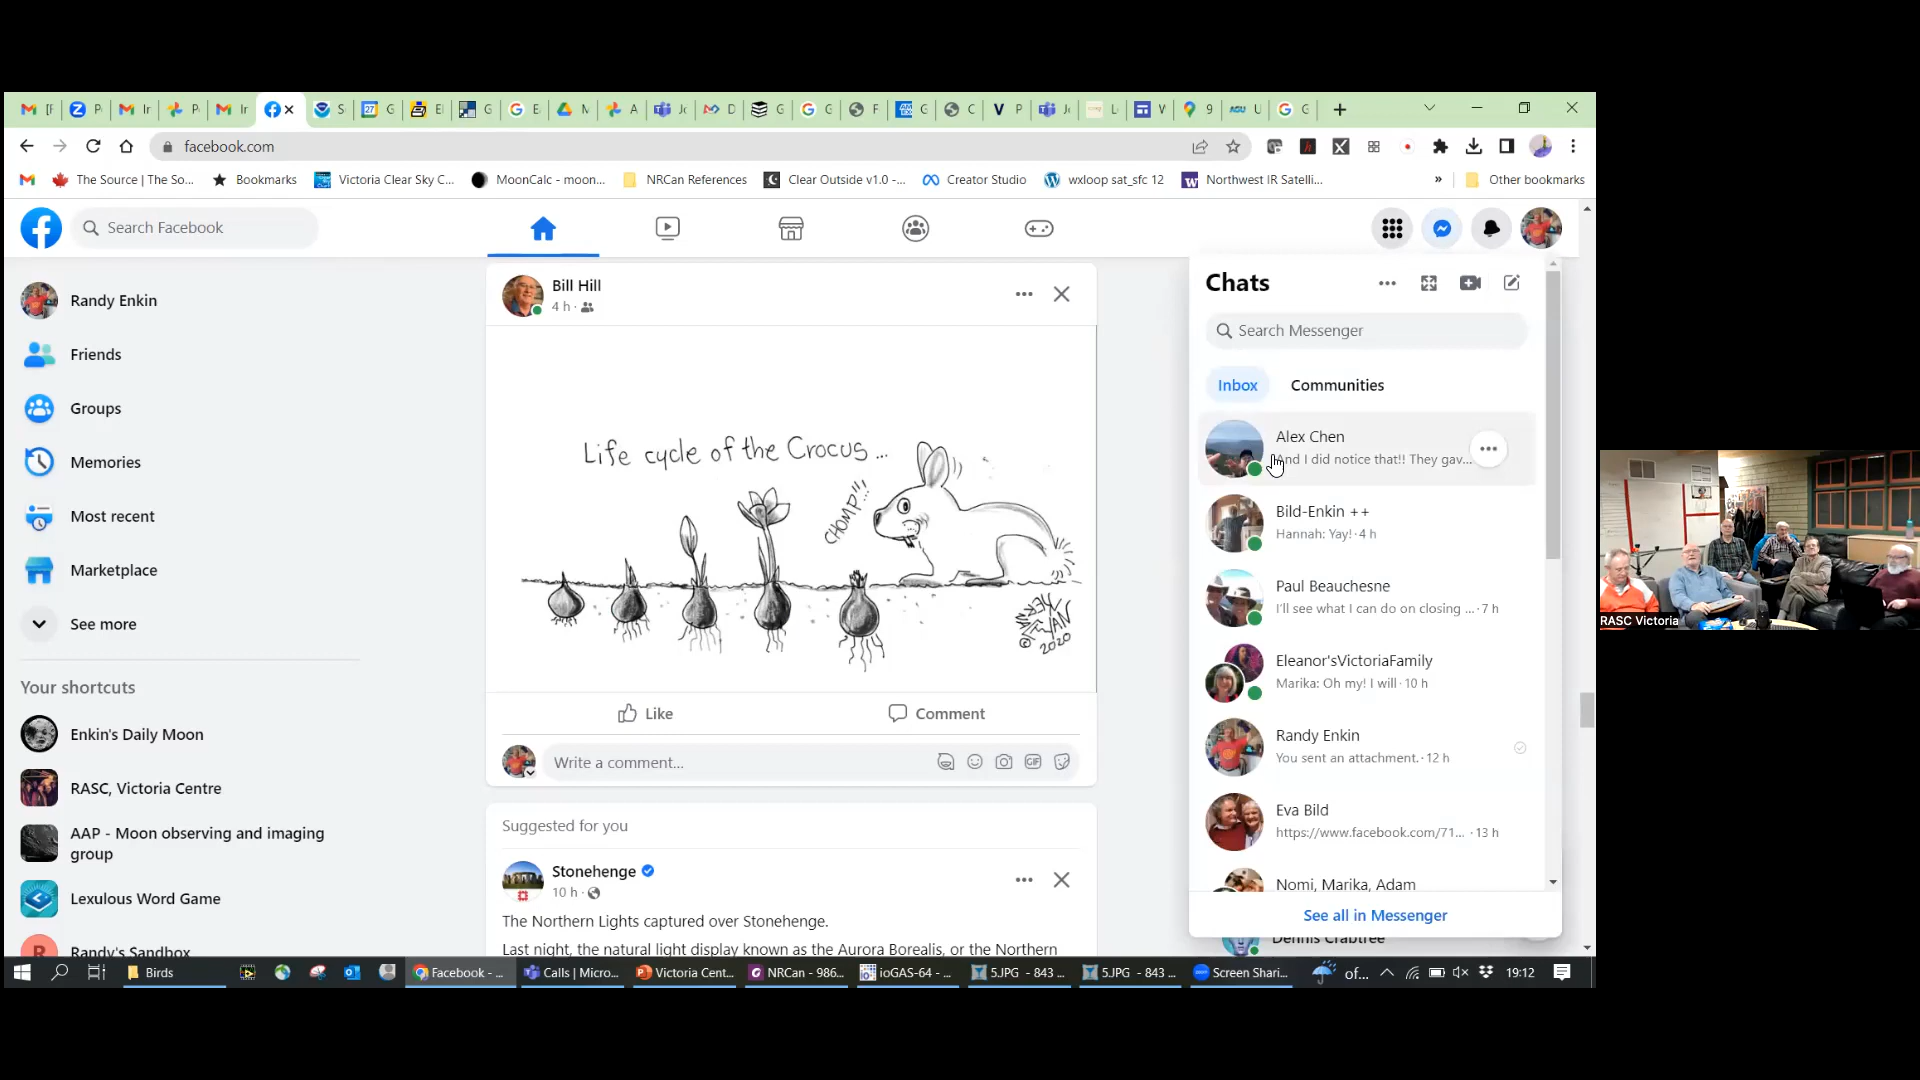 facebook.com
The Source | The So...
Bookmarks
Victoria Clear Sky C...
MoonCalc - moon...
NRCan References
Clear Outside v1.0 -...
Creator Studio
wxloop sat_sfc 12
Northwest IR Satelli...
»
Other bookmarks
Search Facebook
Randy Enkin
Friends
Groups
Memories
Most recent
Marketplace
See more
Your shortcuts
Enkin's Daily Moon
RASC, Victoria Centre
AAP - Moon observing and imaging
group
Lexulous Word Game
Randy's Sandbox
Bill Hill
4 h
Life cycle of the Crocus...
CHOMP!!!
HERMAN
© 2020
Like
Comment
Write a comment...
GIF
Suggested for you
Stonehenge
10 h
The Northern Lights captured over Stonehenge.
Last night, the natural light display known as the Aurora Borealis, or the Northern
Chats
Search Messenger
Inbox
Communities
Alex Chen
And I did notice that!! They gav...
Bild-Enkin ++
Hannah: Yay! · 4 h
Paul Beauchesne
I'll see what I can do on closing ... · 7 h
Eleanor'sVictoriaFamily
Marika: Oh my! I will · 10 h
Randy Enkin
You sent an attachment. · 12 h
Eva Bild
https://www.facebook.com/71... · 13 h
Nomi, Marika, Adam
See all in Messenger
Dennis Crabtree
RASC Victoria
Birds
Facebook - ...
Calls | Micro...
Victoria Cent...
NRCan - 986...
ioGAS-64 - ...
5.JPG - 843 ...
5.JPG - 843 ...
Screen Shari...
of...
19:12